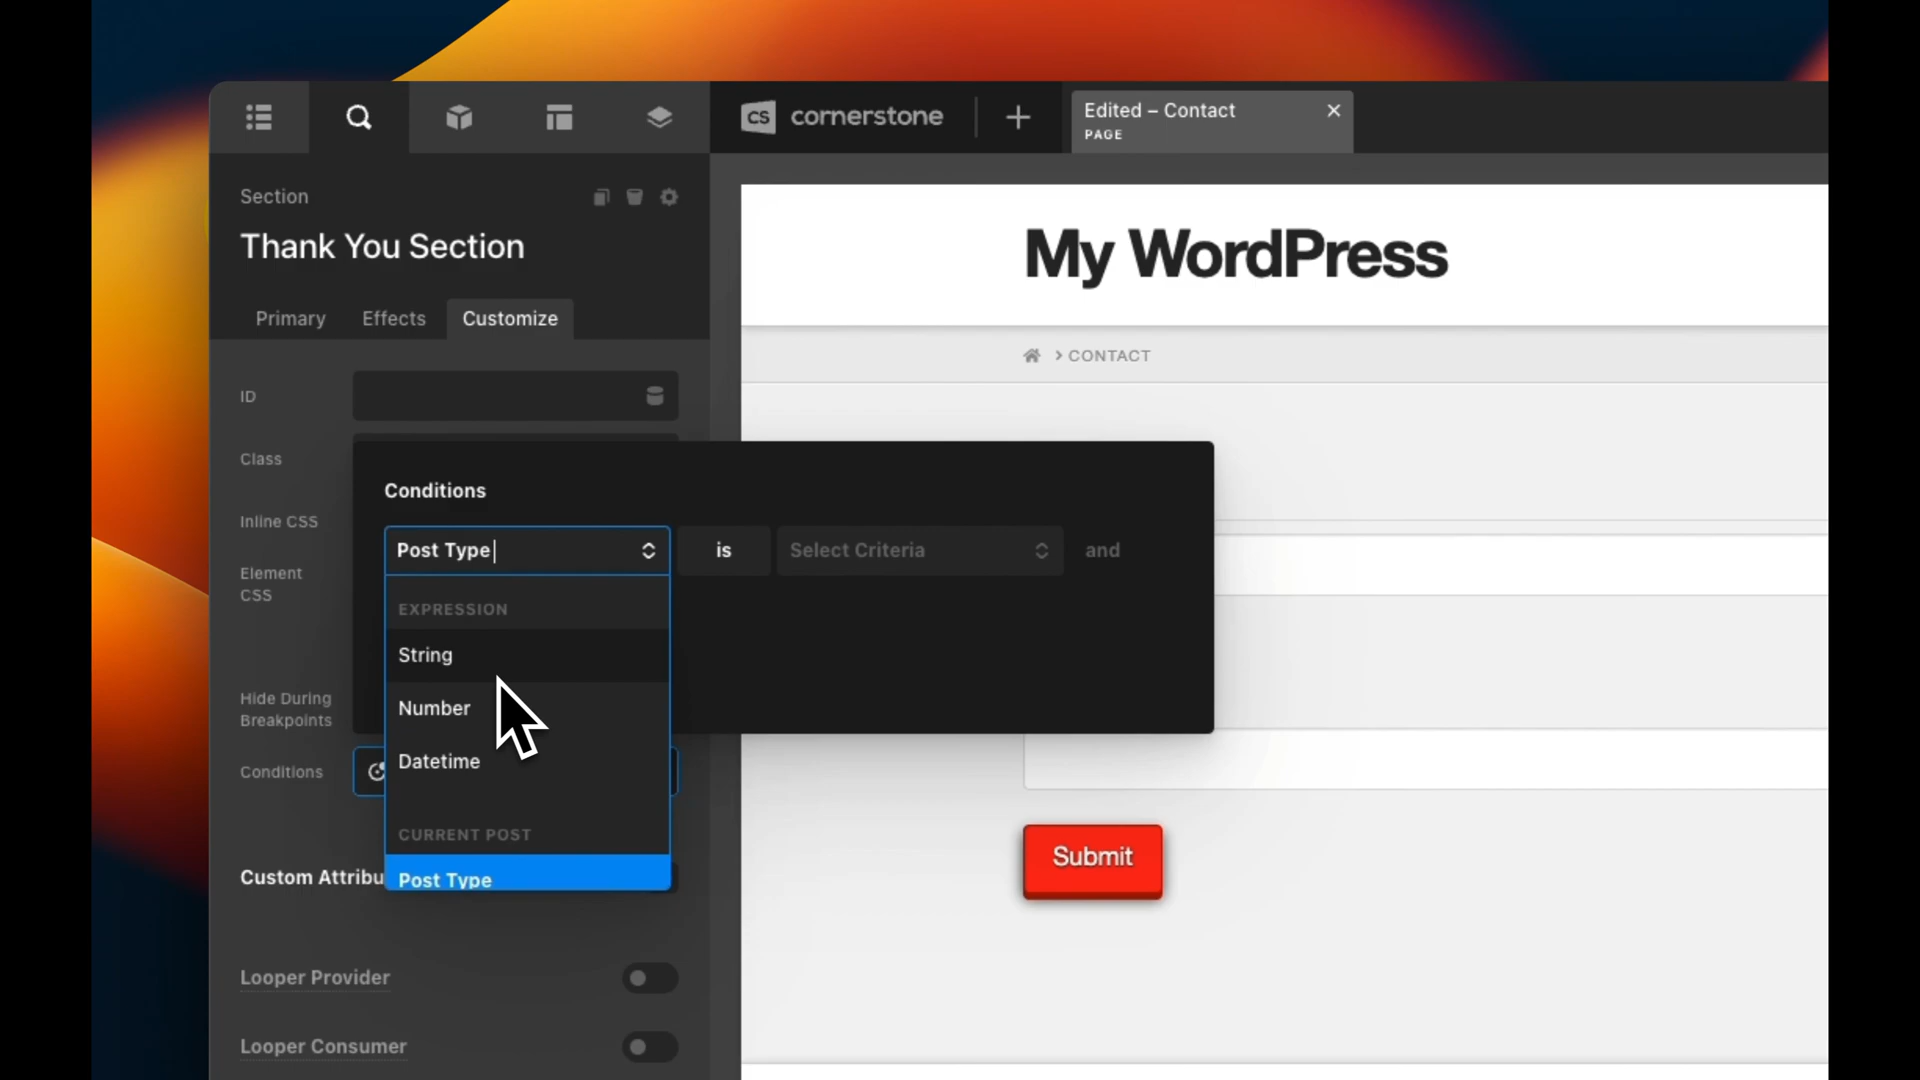 CS cornerstone
Edited – Contact
PAGE
Section
Thank You Section
Primary
Effects
Customize
ID
Class
Inline CSS
Element
CSS
Hide During
Breakpoints
Conditions
Custom Attribu
Looper Provider
Looper Consumer
Conditions
Post Type
is
Select Criteria
and
EXPRESSION
String
Number
Datetime
CURRENT POST
Post Type
My WordPress
> CONTACT
Submit